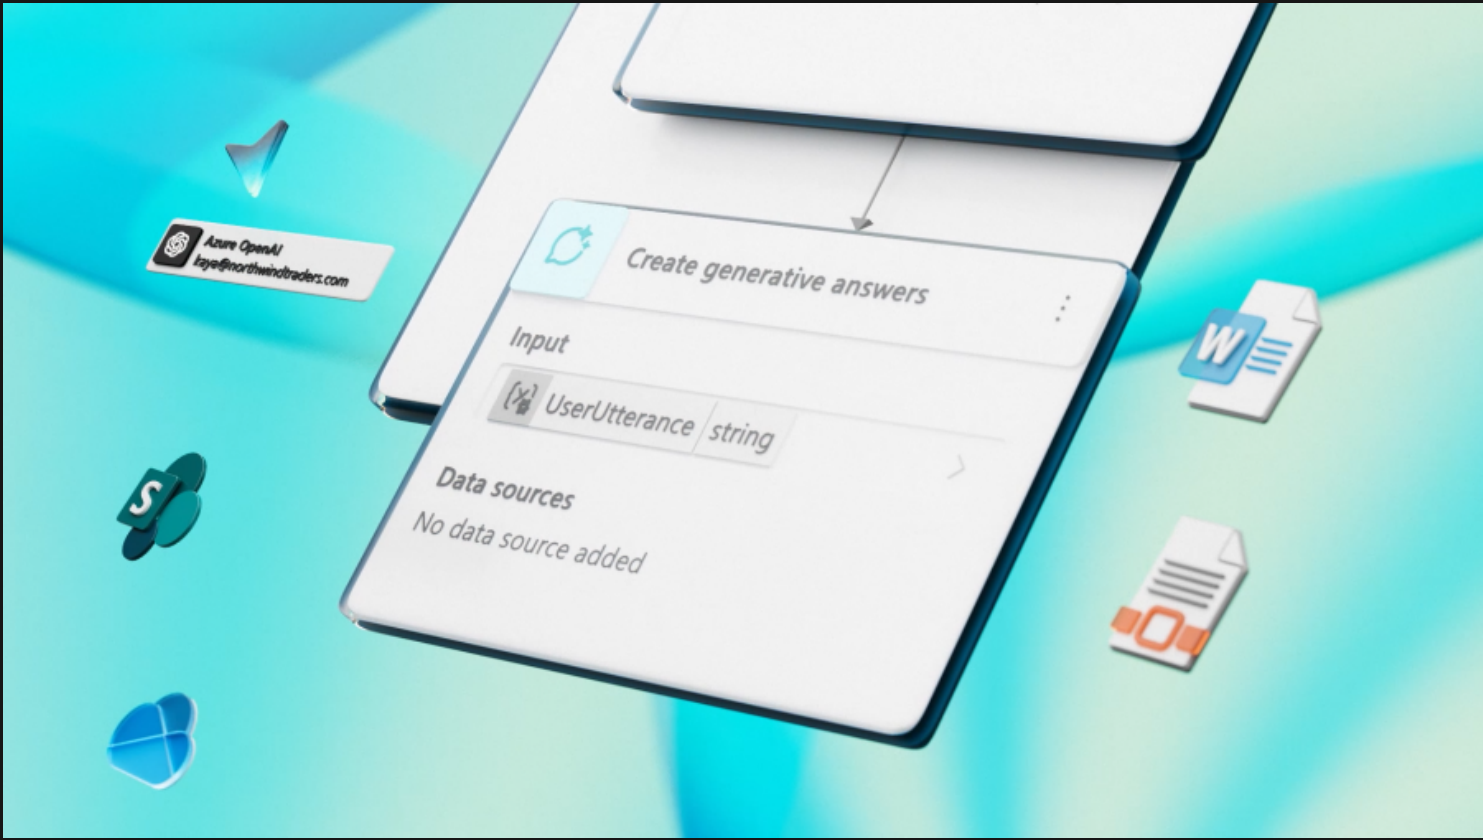 Azure OpenAI
kaya@northwindtraders.com
Create generative answers
Input
UserUtterance string
Data sources
No data source added
W
S